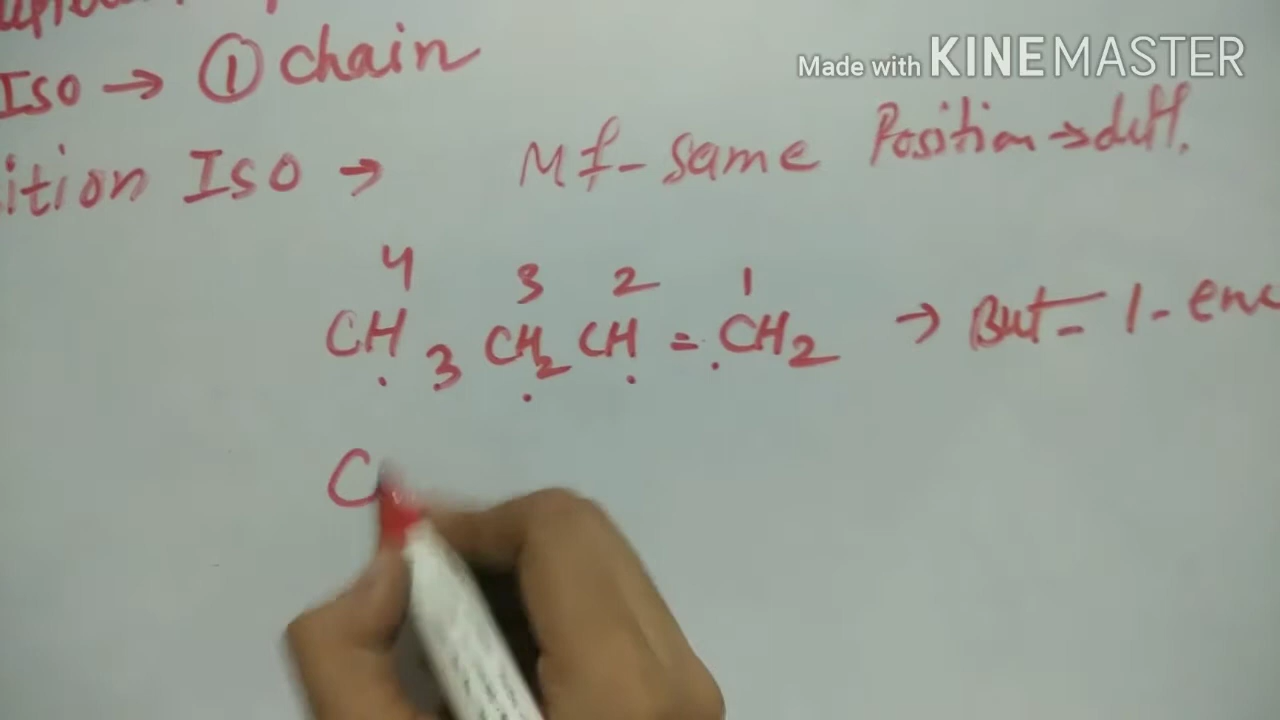 Made with KINEMASTER
Iso → ① chain
ition Iso → Mf - same Position → diff.
4 3 2 1
CH3 CH2 CH = CH2 → But - 1 - ene
C